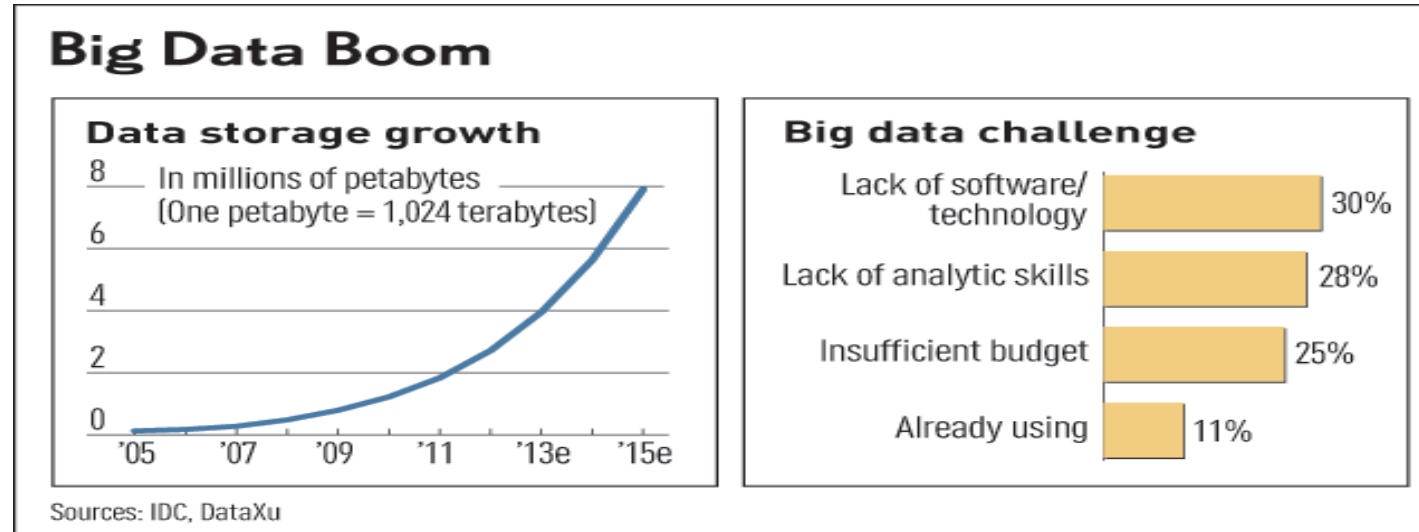 Big Data Boom
Data storage growth
8
In millions of petabytes
(One petabyte = 1,024 terabytes)
6
4
2
0
'05 '07 '09 '11 '13e '15e
Big data challenge
Lack of software/
technology
30%
Lack of analytic skills 28%
Insufficient budget 25%
Already using 11%
Sources: IDC, DataXu